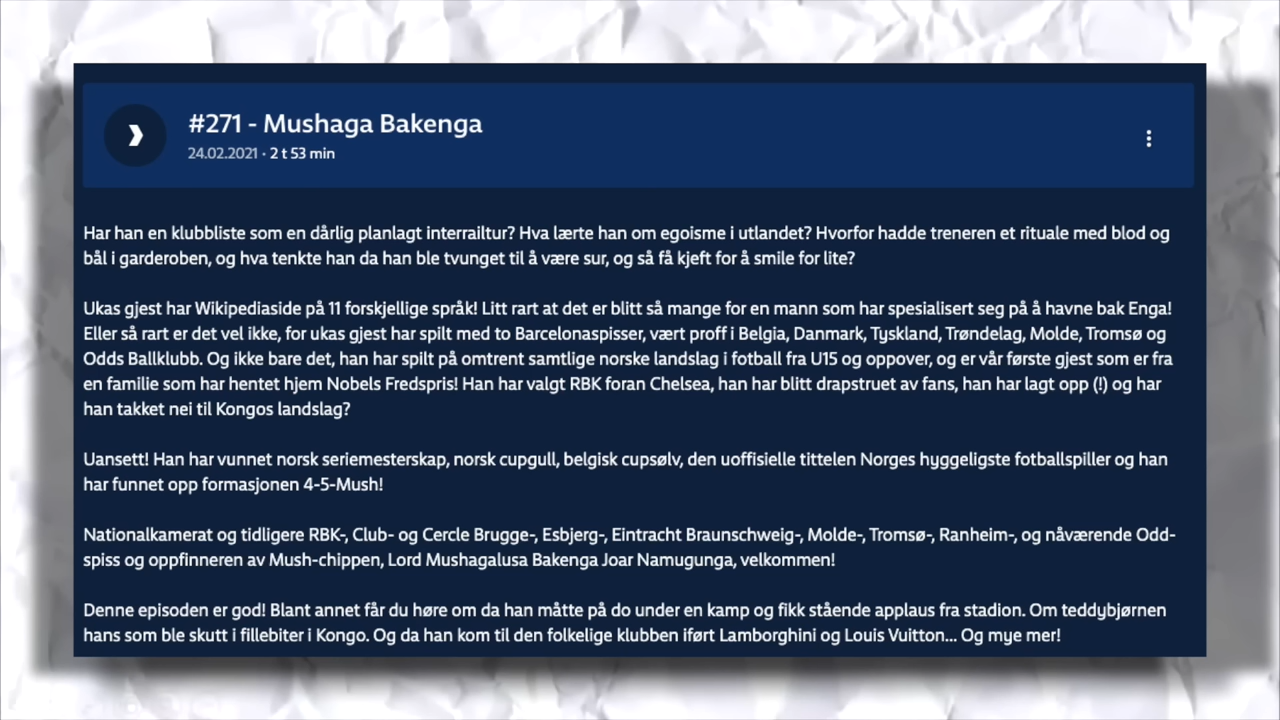 #271 - Mushaga Bakenga
24.02.2021 · 2 t 53 min
Har han en klubbliste som en dårlig planlagt interrailtur? Hva lærte han om egoisme i utlandet? Hvorfor hadde treneren et rituale med blod og
bål i garderoben, og hva tenkte han da han ble tvunget til å være sur, og så få kjeft for å smile for lite?
Ukas gjest har Wikipediaside på 11 forskjellige språk! Litt rart at det er blitt så mange for en mann som har spesialisert seg på å havne bak Enga!
Eller så rart er det vel ikke, for ukas gjest har spilt med to Barcelonaspisser, vært proff i Belgia, Danmark, Tyskland, Trøndelag, Molde, Tromsø og
Odds Ballklubb. Og ikke bare det, han har spilt på omtrent samtlige norske landslag i fotball fra U15 og oppover, og er vår første gjest som er fra
en familie som har hentet hjem Nobels Fredspris! Han har valgt RBK foran Chelsea, han har blitt drapstruet av fans, han har lagt opp (!) og har
han takket nei til Kongos landslag?
Uansett! Han har vunnet norsk seriemesterskap, norsk cupgull, belgisk cupsølv, den uoffisielle tittelen Norges hyggeligste fotballspiller og han
har funnet opp formasjonen 4-5-Mush!
Nationalkamerat og tidligere RBK-, Club- og Cercle Brugge-, Esbjerg-, Eintracht Braunschweig-, Molde-, Tromsø-, Ranheim-, og nåværende Odd-
spiss og oppfinneren av Mush-chippen, Lord Mushagalusa Bakenga Joar Namugunga, velkommen!
Denne episoden er god! Blant annet får du høre om da han måtte på do under en kamp og fikk stående applaus fra stadion. Om teddybjørnen
hans som ble skutt i fillebiter i Kongo. Og da han kom til den folkelige klubben iført Lamborghini og Louis Vuitton... Og mye mer!